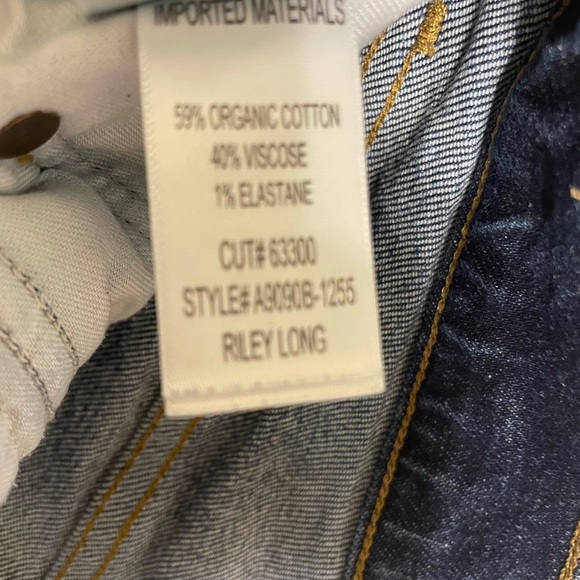 IMPORTED MATERIALS
59% ORGANIC COTTON
40% VISCOSE
1% ELASTANE
CUT# 63300
STYLE# A9090B-1255
RILEY LONG